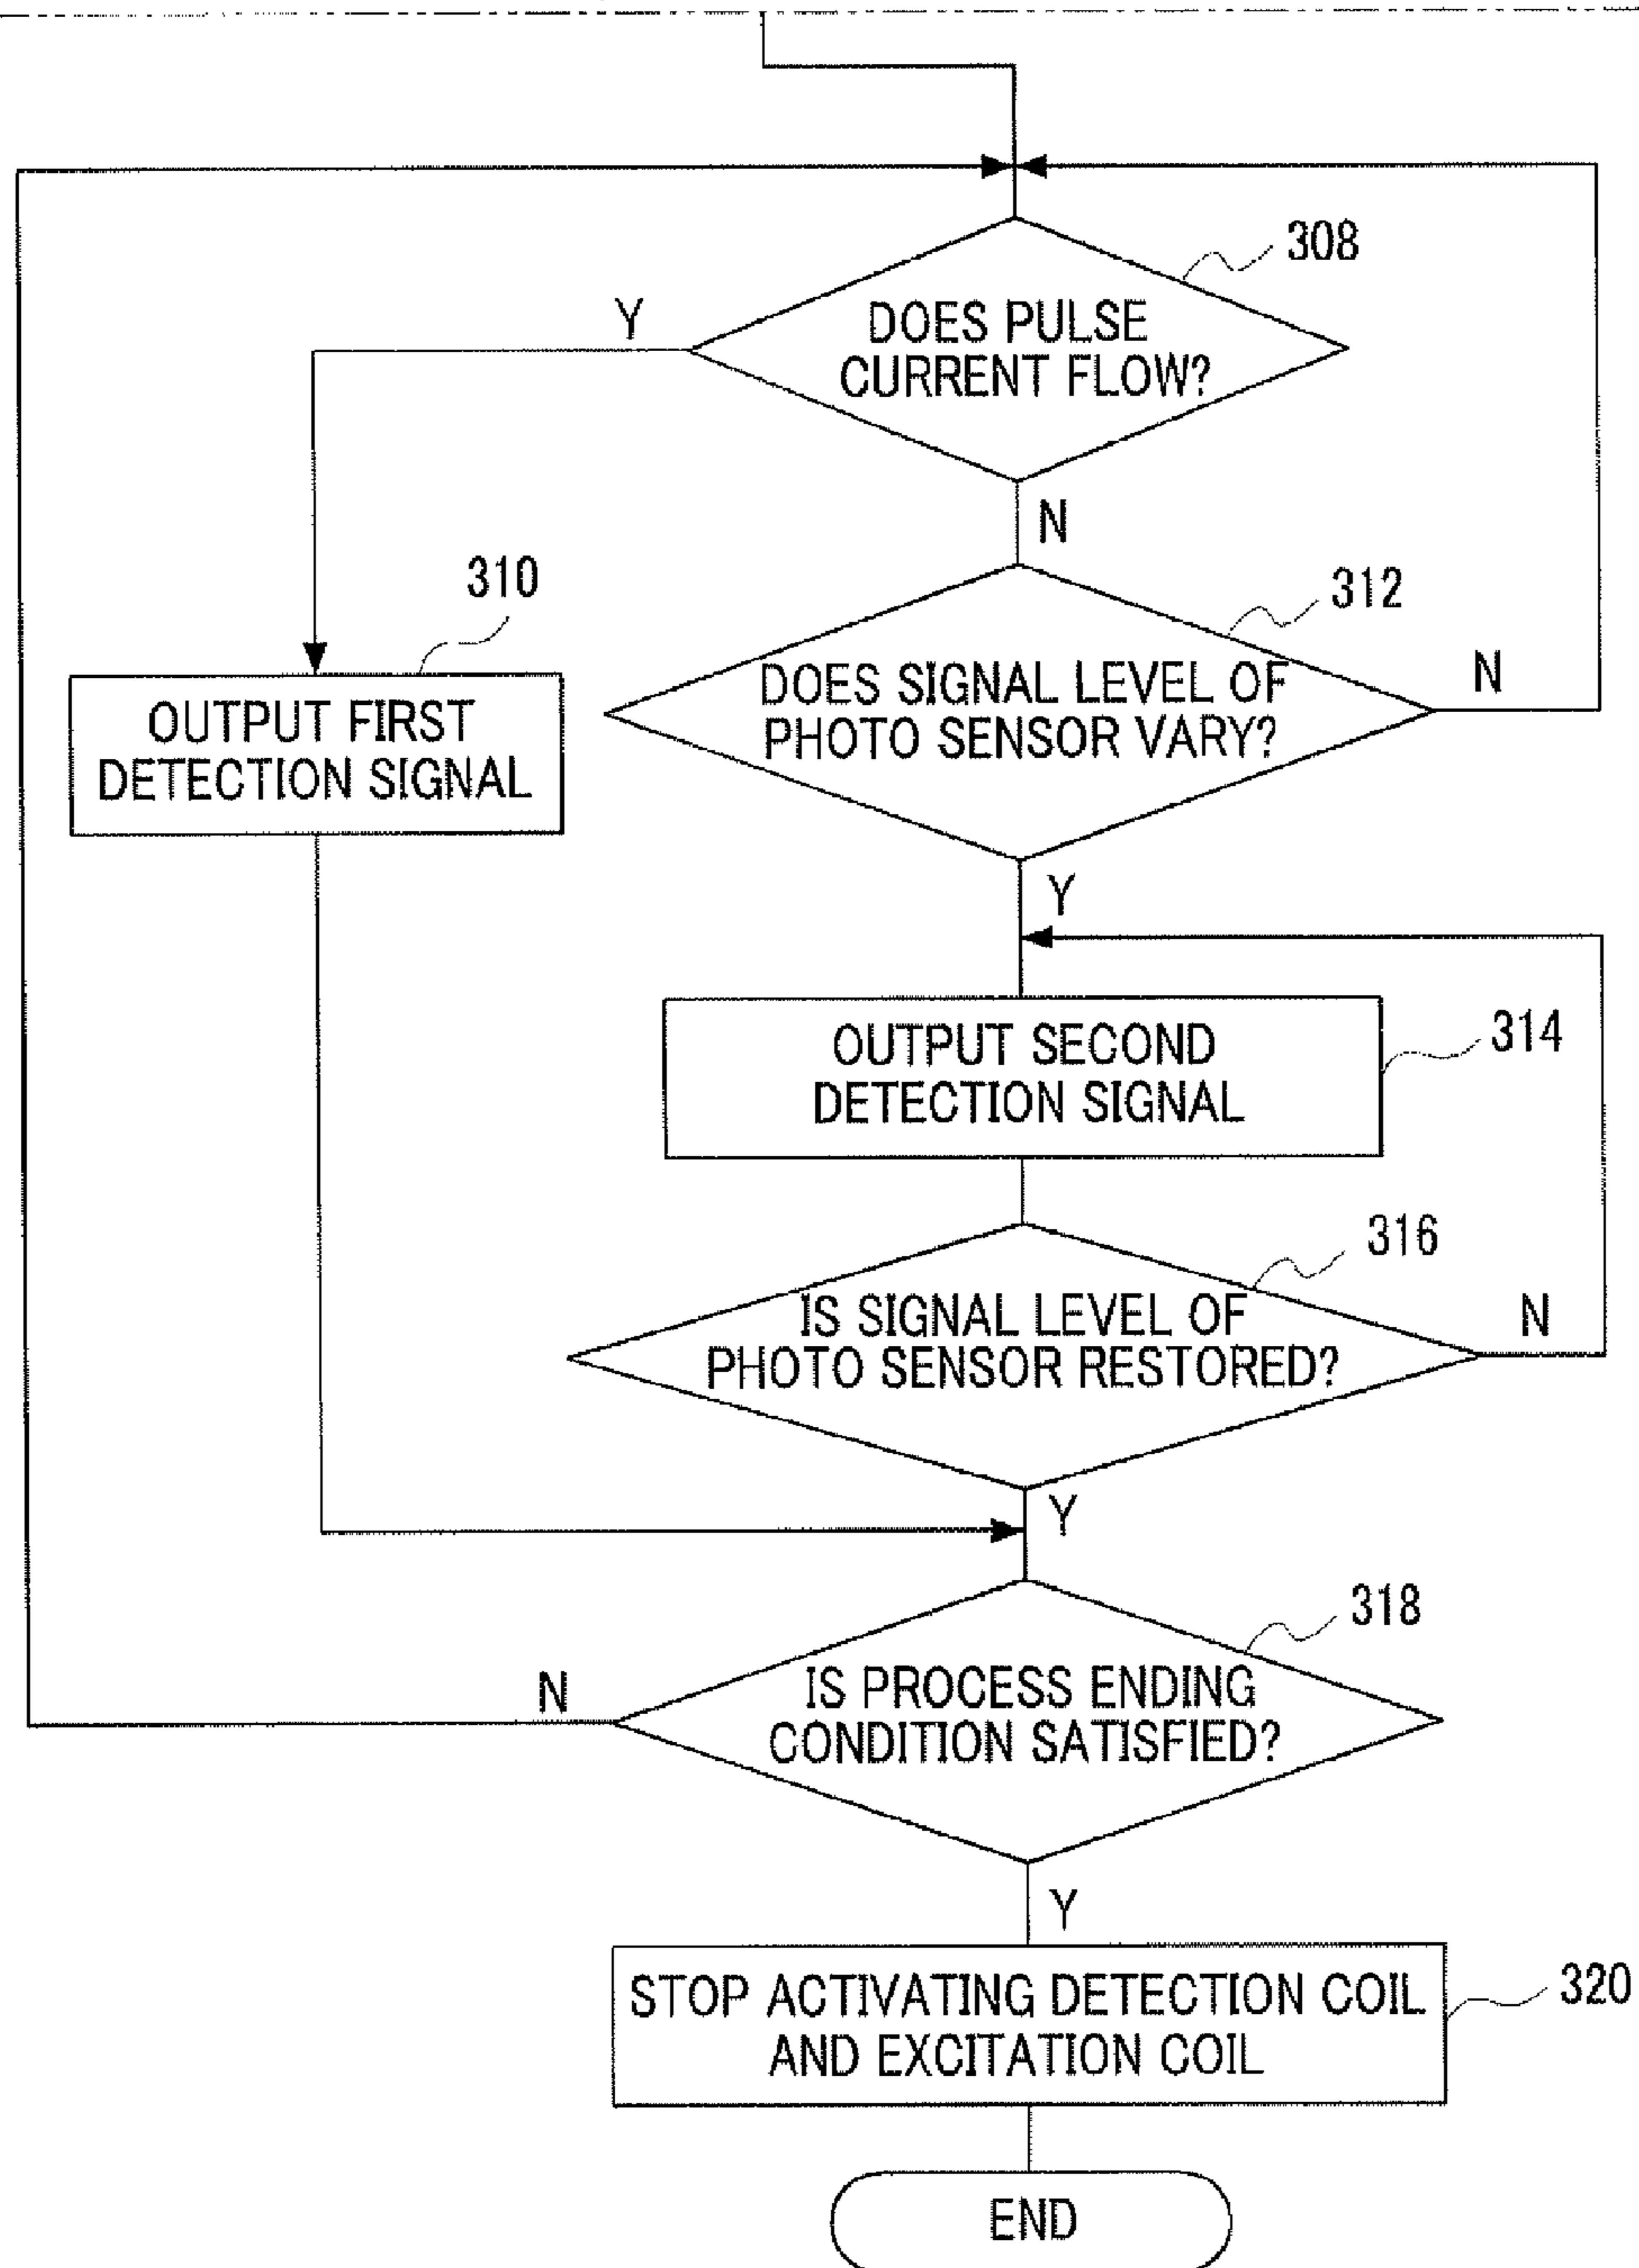 308
Y
DOES PULSE
CURRENT FLOW?
N
310
312
OUTPUT FIRST
DETECTION SIGNAL
DOES SIGNAL LEVEL OF
PHOTO SENSOR VARY?
N
Y
OUTPUT SECOND
DETECTION SIGNAL
314
316
IS SIGNAL LEVEL OF
PHOTO SENSOR RESTORED?
N
Y
318
N
IS PROCESS ENDING
CONDITION SATISFIED?
Y
STOP ACTIVATING DETECTION COIL
AND EXCITATION COIL
320
END